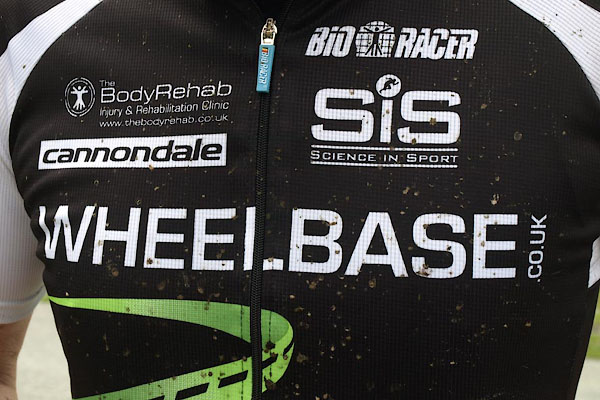 BIO RACER
BIORACER
The
BodyRehab
Injury & Rehabilitation Clinic
www.thebodyrehab.co.uk
SiS
SCIENCE IN SPORT
cannondale
WHEELBASE
.CO.UK